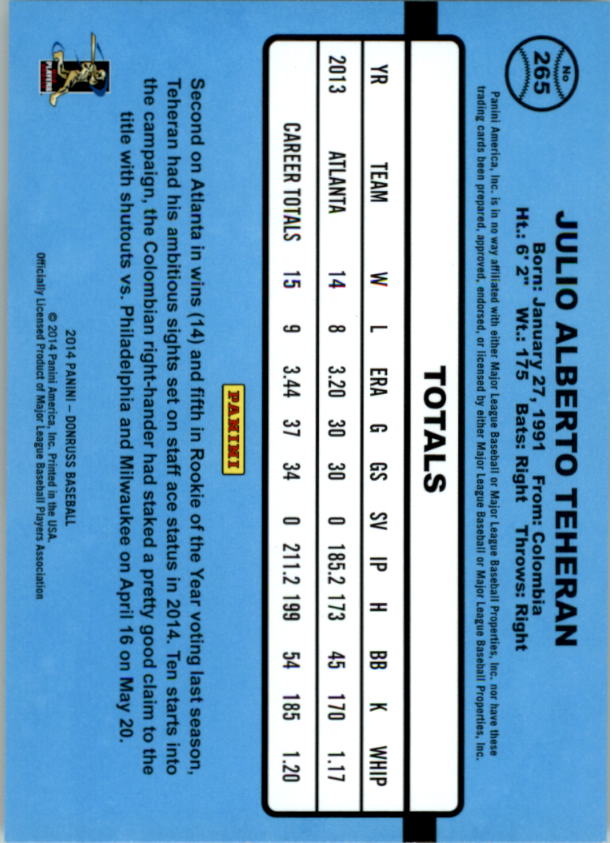 No
265
JULIO ALBERTO TEHERAN
Born: January 27, 1991 From: Colombia
Ht.: 6' 2" Wt.: 175 Bats: Right Throws: Right
Panini America, Inc. is in no way affiliated with either Major League Baseball or Major League Baseball Properties, Inc. nor have these
trading cards been prepared, approved, endorsed, or licensed by either Major League Baseball or Major League Baseball Properties, Inc.
TOTALS
YR TEAM W L ERA G GS SV IP H BB K WHIP
2013 ATLANTA 14 8 3.20 30 30 0 185.2 173 45 170 1.17
CAREER TOTALS 15 9 3.44 37 34 0 211.2 199 54 185 1.20
PANINI
Second on Atlanta in wins (14) and fifth in Rookie of the Year voting last season,
Teheran had his ambitious sights set on staff ace status in 2014. Ten starts into
the campaign, the Colombian right-hander had staked a pretty good claim to the
title with shutouts vs. Philadelphia and Milwaukee on April 16 on May 20.
2014 PANINI – DONRUSS BASEBALL
© 2014 Panini America, Inc. Printed in the USA.
Officially Licensed Product of Major League Baseball Players Association
PLAYERS